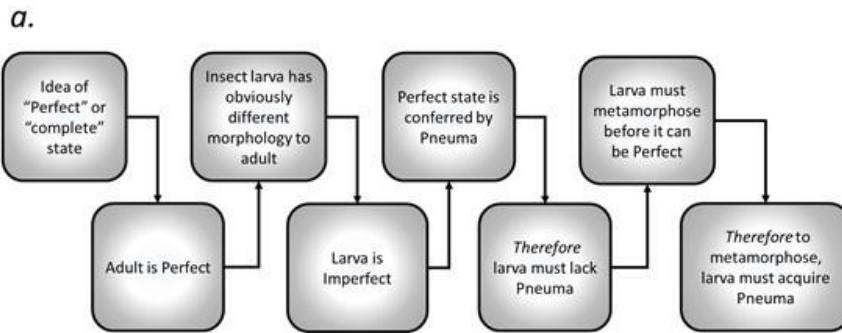 a.
Idea of
“Perfect” or
“complete”
state
Adult is Perfect
Insect larva has
obviously
different
morphology to
adult
Larva is
Imperfect
Perfect state is
conferred by
Pneuma
Therefore
larva must lack
Pneuma
Larva must
metamorphose
before it can
be Perfect
Therefore to
metamorphose,
larva must acquire
Pneuma